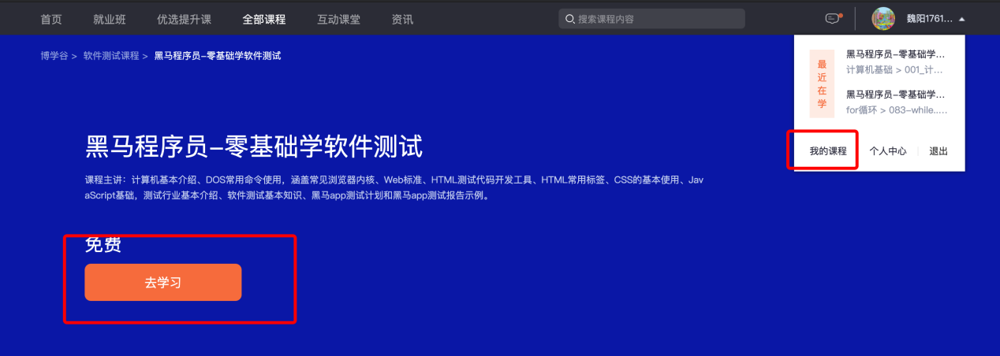 首页 就业班 优选提升课 全部课程 互动课堂 资讯 搜索课程内容 魏阳1761...
博学谷 > 软件测试课程 > 黑马程序员-零基础学软件测试
最近在学
黑马程序员-零基础学...
计算机基础 > 001_计...
黑马程序员-零基础学...
for循环 > 083-while.....
我的课程 个人中心 退出
黑马程序员-零基础学软件测试
课程主讲：计算机基本介绍、DOS常用命令使用，涵盖常见浏览器内核、Web标准、HTML测试代码开发工具、HTML常用标签、CSS的基本使用、Jav
aScript基础，测试行业基本介绍、软件测试基本知识、黑马app测试计划和黑马app测试报告示例。
免费
去学习